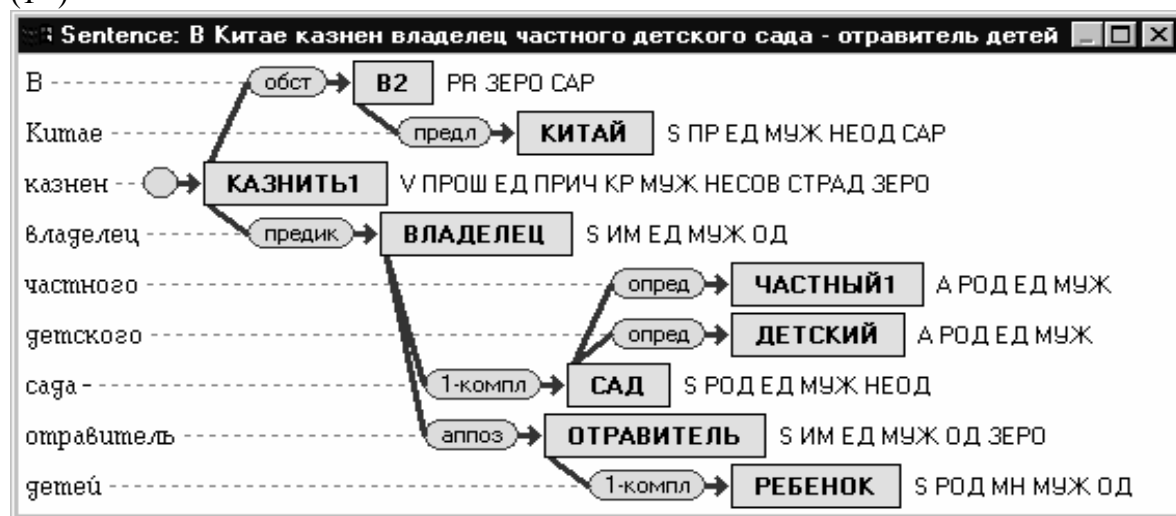 Sentence: В Китае казнен владелец частного детского сада - отравитель детей
В обст В2 PR ЗЕРО CAP
Китае предл КИТАЙ S ПР ЕД МУЖ НЕОД CAP
казнен КАЗНИТЬ1 V ПРОШ ЕД ПРИЧ КР МУЖ НЕСОВ СТРАД ЗЕРО
владелец предик ВЛАДЕЛЕЦ S ИМ ЕД МУЖ ОД
частного опред ЧАСТНЫЙ1 A РОД ЕД МУЖ
детского опред ДЕТСКИЙ A РОД ЕД МУЖ
сада - 1-компл САД S РОД ЕД МУЖ НЕОД
отравитель аппоз ОТРАВИТЕЛЬ S ИМ ЕД МУЖ ОД ЗЕРО
детей 1-компл РЕБЕНОК S РОД МН МУЖ ОД